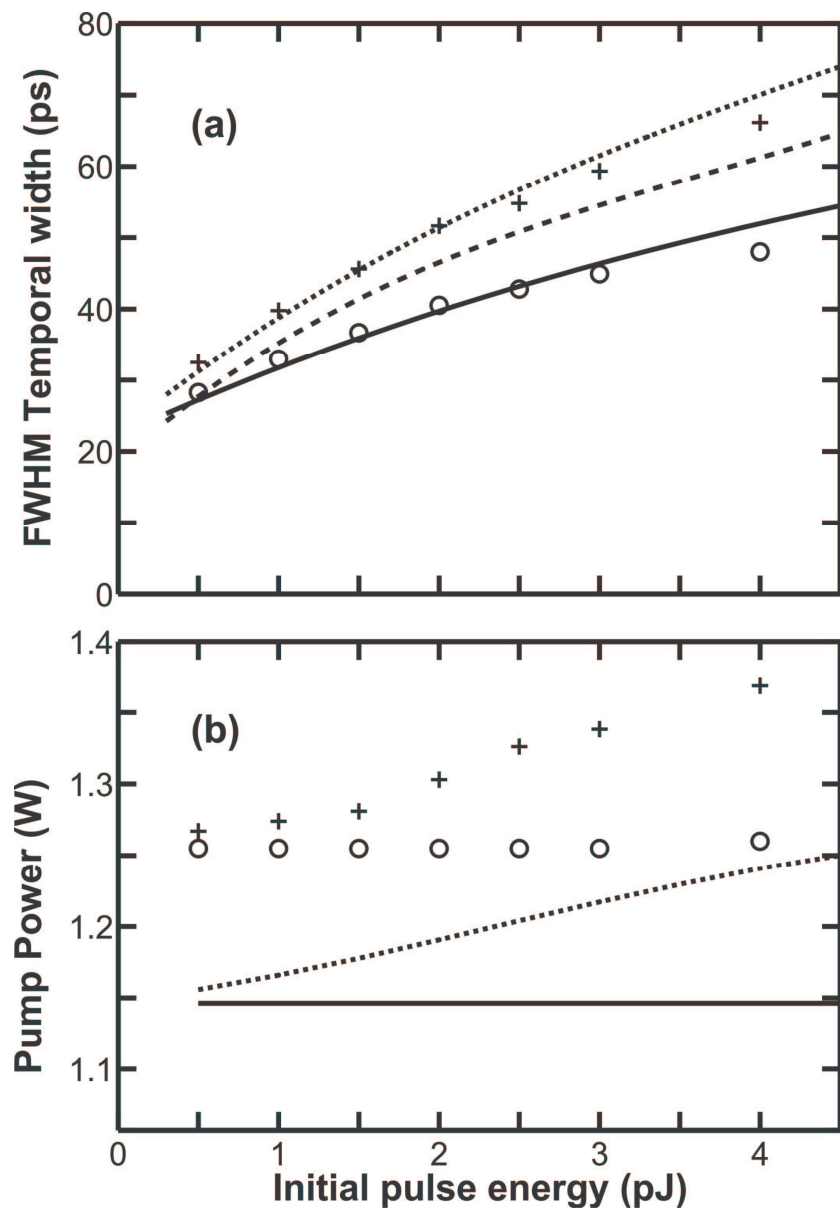 80
60
40
20
0
FWHM Temporal width (ps)
(a)
1.4
1.3
1.2
1.1
Pump Power (W)
(b)
0 1 2 3 4
Initial pulse energy (pJ)